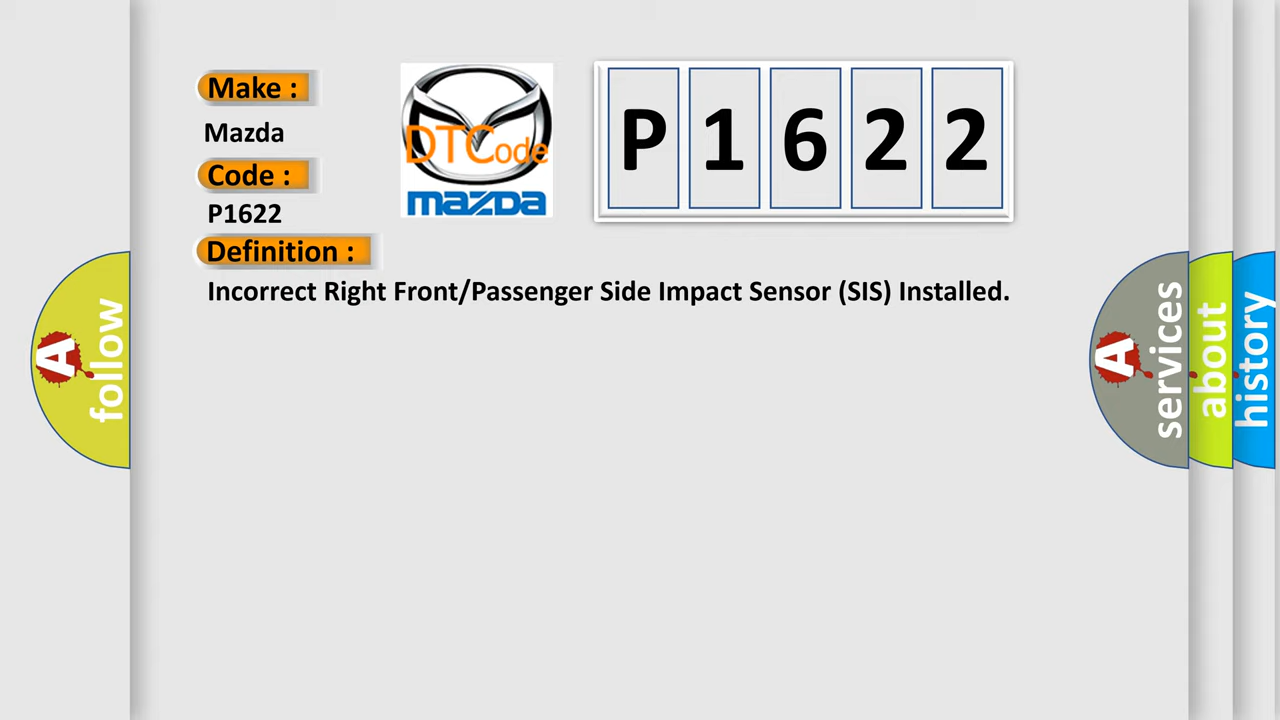 Make :
Mazda
Code :
P1622
Definition :
Incorrect Right Front/Passenger Side Impact Sensor (SIS) Installed.
DTCode
mazda
P 1 6 2 2
A
follow
A
services
about
history